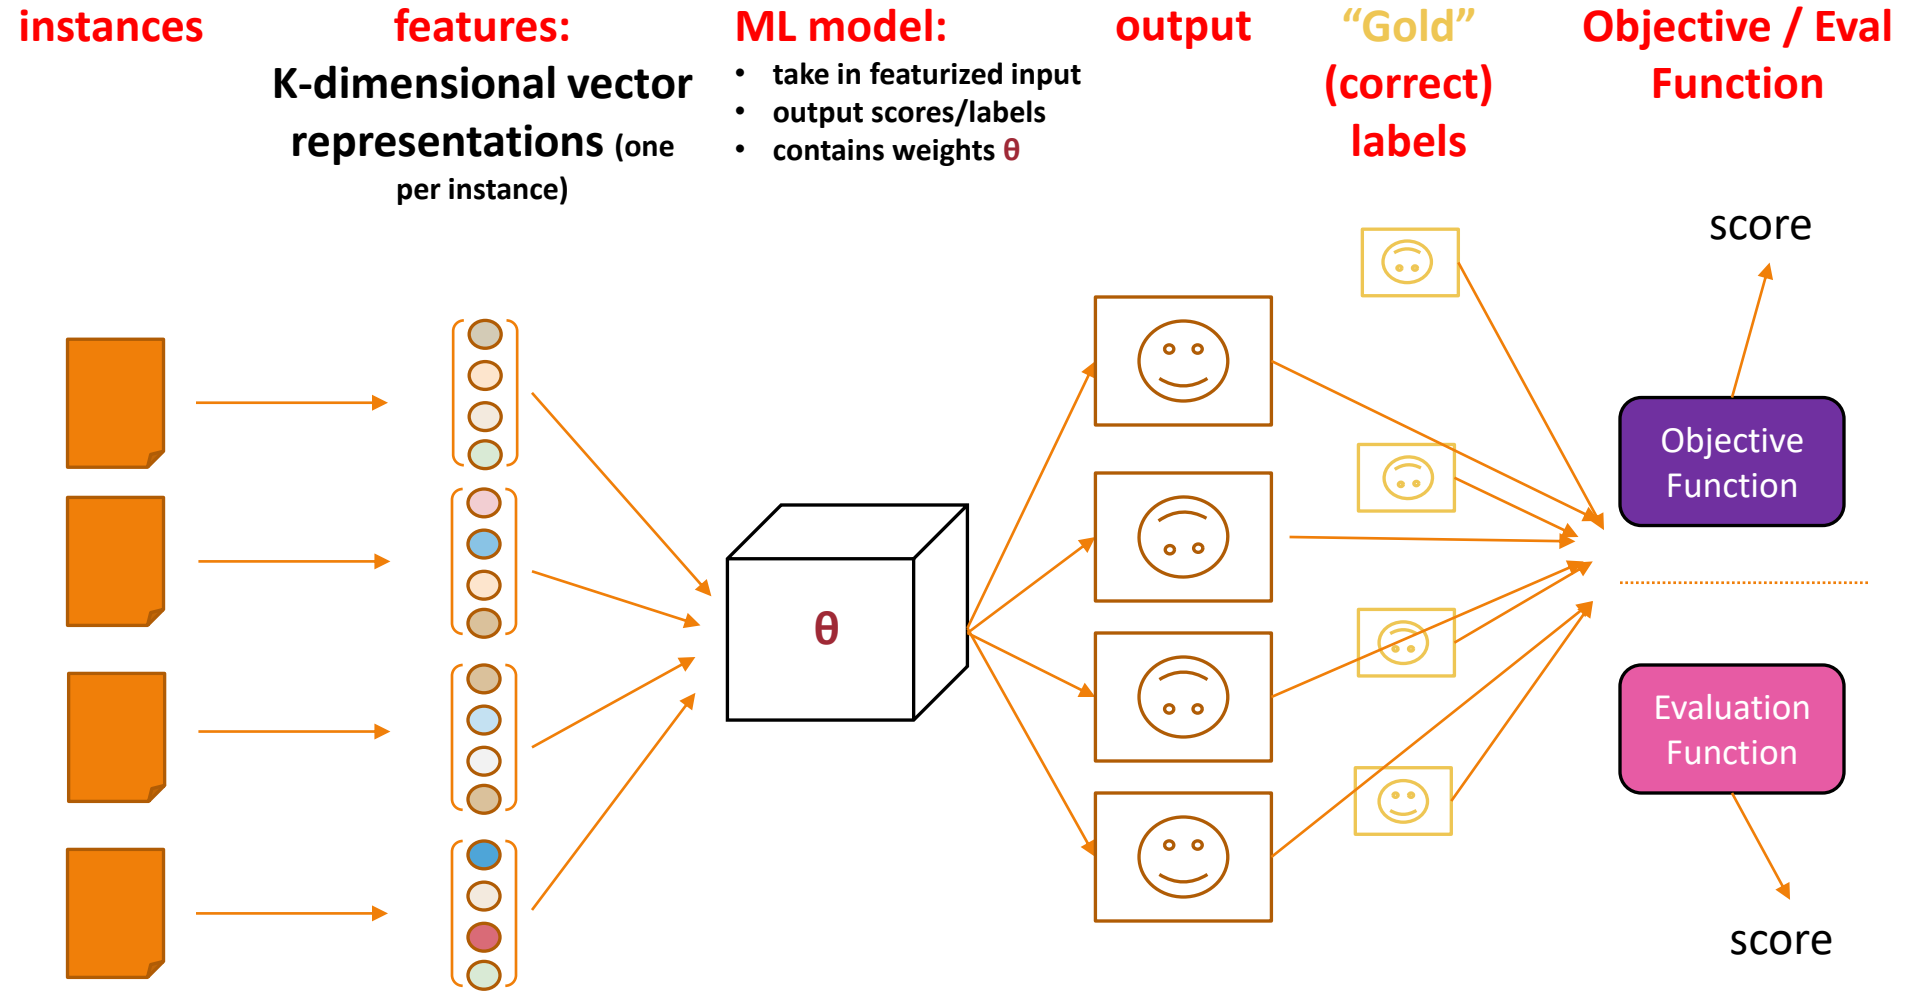 instances
features:
K-dimensional vector
representations (one
per instance)
ML model:
• take in featurized input
• output scores/labels
• contains weights θ
output
“Gold”
(correct)
labels
Objective / Eval
Function
score
Objective
Function
θ
Evaluation
Function
score